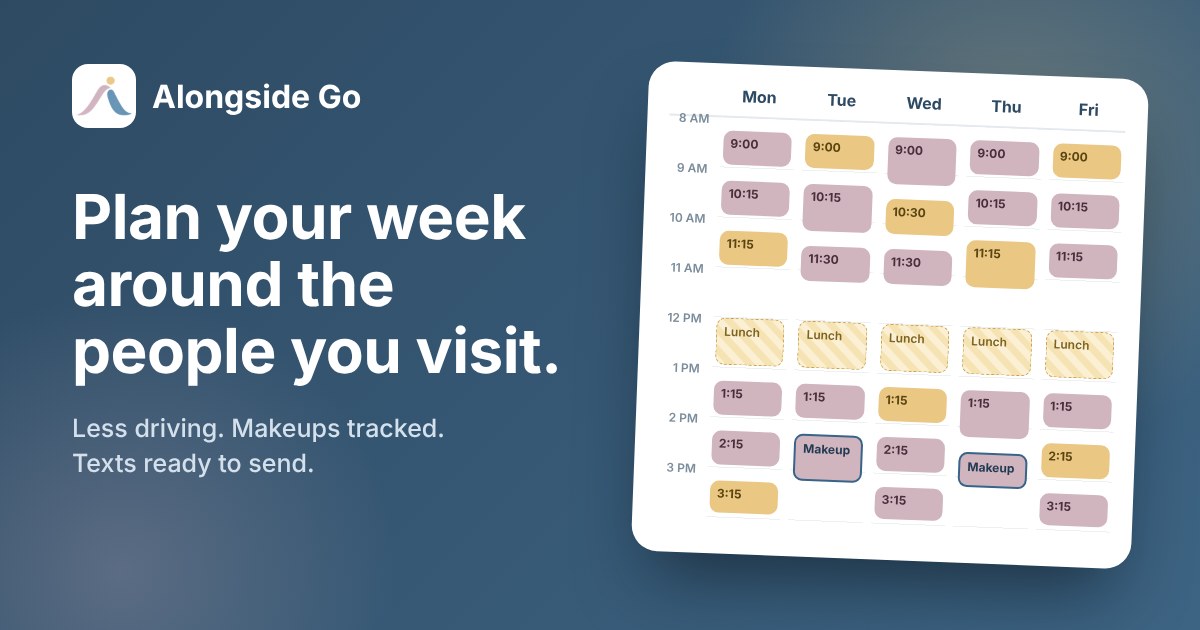 Alongside Go
Plan your week
around the
people you visit.
Less driving. Makeups tracked.
Texts ready to send.
Mon Tue Wed Thu Fri
8 AM
9:00 9:00 9:00 9:00 9:00
9 AM
10:15 10:15 10:30 10:15 10:15
10 AM
11:15 11:30 11:30 11:15 11:15
11 AM
12 PM
Lunch Lunch Lunch Lunch Lunch
1 PM
1:15 1:15 1:15 1:15 1:15
2 PM
2:15 Makeup 2:15 Makeup 2:15
3 PM
3:15 3:15 3:15